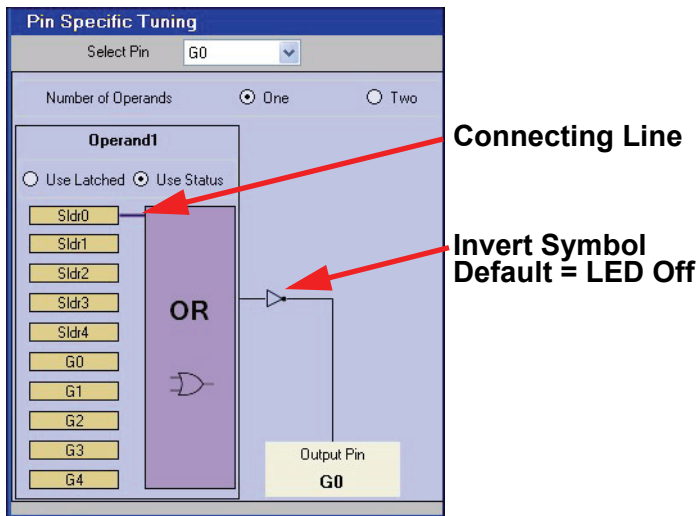 Pin Specific Tuning
Select Pin G0
Number of Operands One Two
Operand1
Use Latched Use Status
Sldr0
Sldr1
Sldr2
Sldr3
Sldr4
G0
G1
G2
G3
G4
OR
Output Pin
G0
Connecting Line
Invert Symbol
Default = LED Off